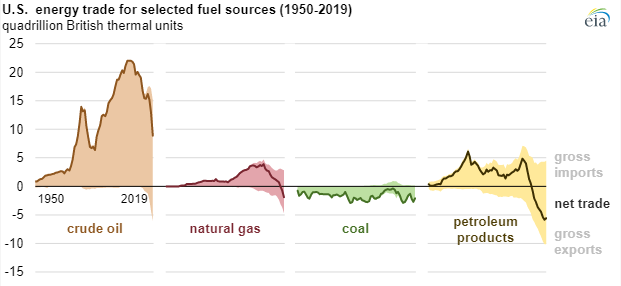 U.S. energy trade for selected fuel sources (1950-2019)
quadrillion British thermal units
eia
25
20
15
10
5
0
-5
-10
-15
1950
2019
crude oil
natural gas
coal
petroleum
products
gross
imports
net trade
gross
exports